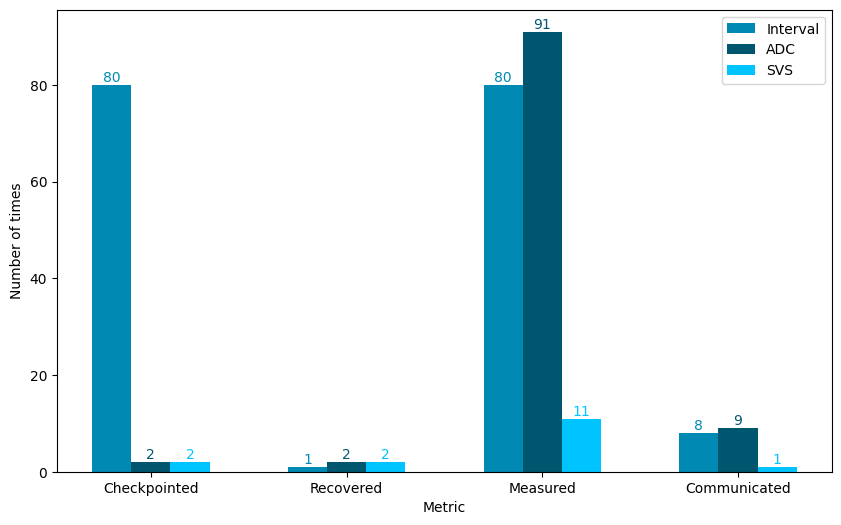 Number of times
80
60
40
20
0
Interval
ADC
SVS
80
2
2
1
2
2
80
91
11
8
9
1
Checkpointed
Recovered
Measured
Communicated
Metric